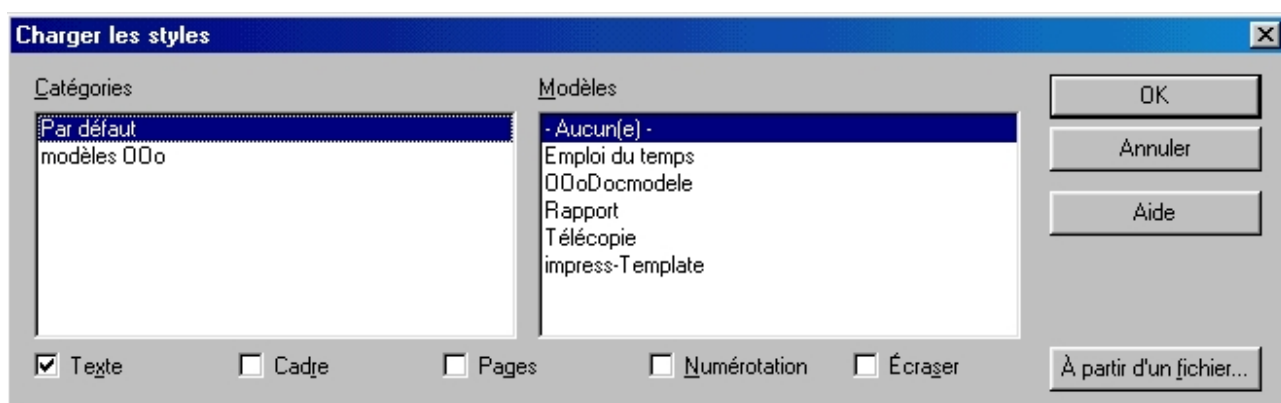 Charger les styles
Catégories
Par défaut
modèles OOo
Modèles
- Aucun(e) -
Emploi du temps
OOoDocmodele
Rapport
Télécopie
impress-Template
OK
Annuler
Aide
Texte Cadre Pages Numérotation Écraser À partir d'un fichier...